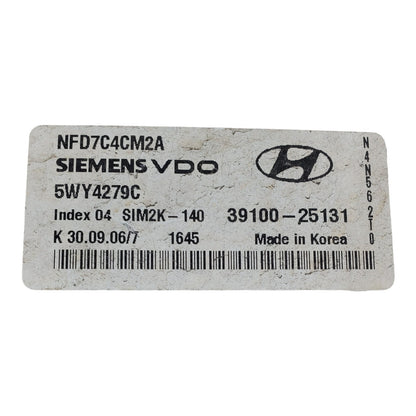 NFD7C4CM2A
SIEMENS VDO
5WY4279C
Index 04 SIM2K-140 39100-25131
K 30.09.06/7 1645 Made in Korea
N4N562T0